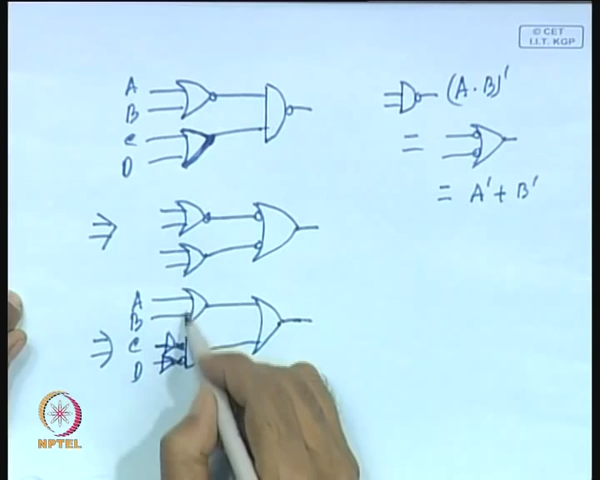 © CET
I.I.T. KGP
A
B
C
D
(A·B)'
=
= A' + B'
⇒
⇒
A
B
C
D
NPTEL